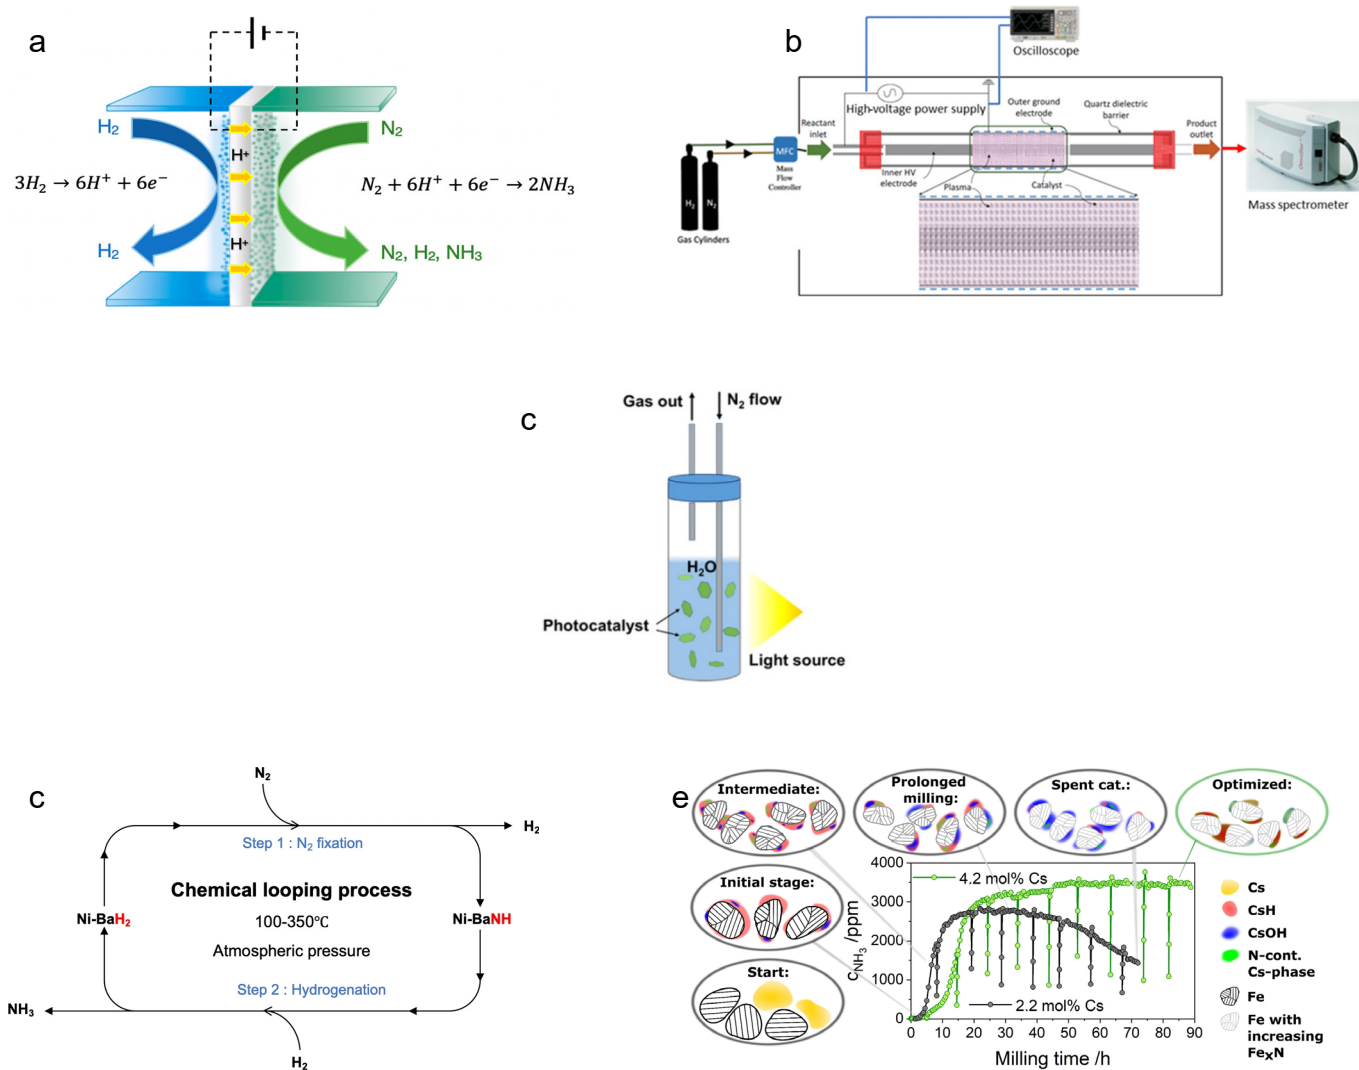 a
H₂
N₂
H⁺
3H₂ → 6H⁺ + 6e⁻
N₂ + 6H⁺ + 6e⁻ → 2NH₃
H⁺
H₂
N₂, H₂, NH₃
b
Oscilloscope
High-voltage power supply
Outer ground
electrode
Quartz dielectric
barrier
Reactant
inlet
Product
outlet
MFC
Mass
Flow
Controller
Inner HV
electrode
Plasma
Catalyst
H₂
N₂
Gas Cylinders
Mass spectrometer
c
Gas out
N₂ flow
H₂O
Photocatalyst
Light source
c
N₂
H₂
Step 1 : N₂ fixation
Chemical looping process
100-350℃
Atmospheric pressure
Ni-BaH₂
Ni-BaNH
Step 2 : Hydrogenation
NH₃
H₂
e
Intermediate:
Prolonged
milling:
Spent cat.:
Optimized:
Initial stage:
Start:
4000
3000
2000
1000
0
c_NH₃ /ppm
4.2 mol% Cs
2.2 mol% Cs
0 10 20 30 40 50 60 70 80 90
Milling time /h
Cs
CsH
CsOH
N-cont.
Cs-phase
Fe
Fe with
increasing
FeₓN